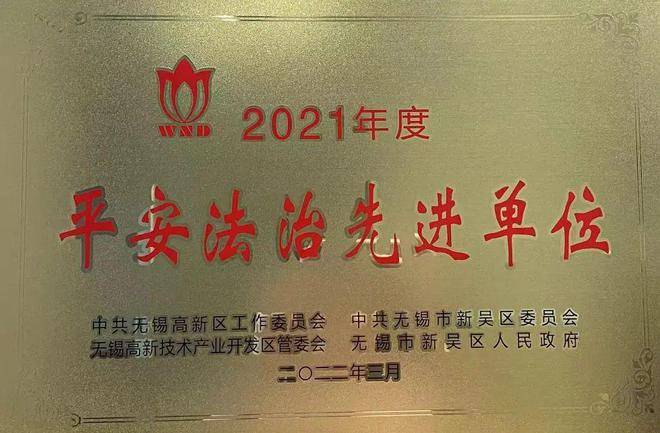 WND
2021年度
平安法治先进单位
中共无锡高新区工作委员会 中共无锡市新吴区委员会
无锡高新技术产业开发区管委会 无锡市新吴区人民政府
二〇二二年三月